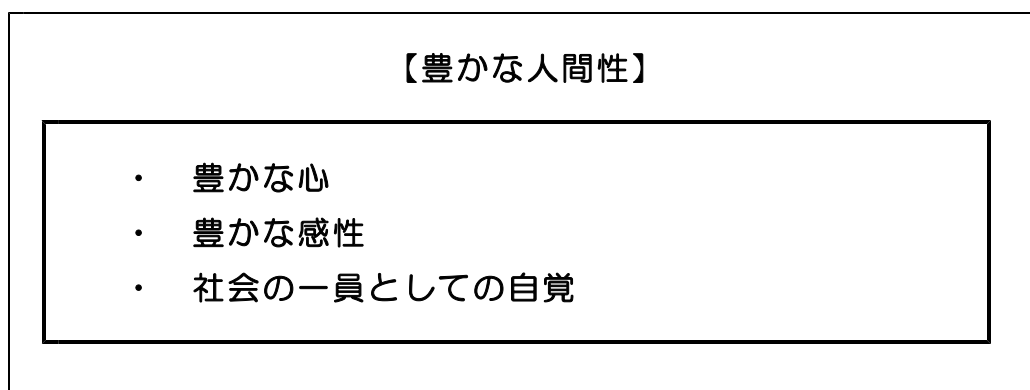 【豊かな人間性】
・ 豊かな心
・ 豊かな感性
・ 社会の一員としての自覚